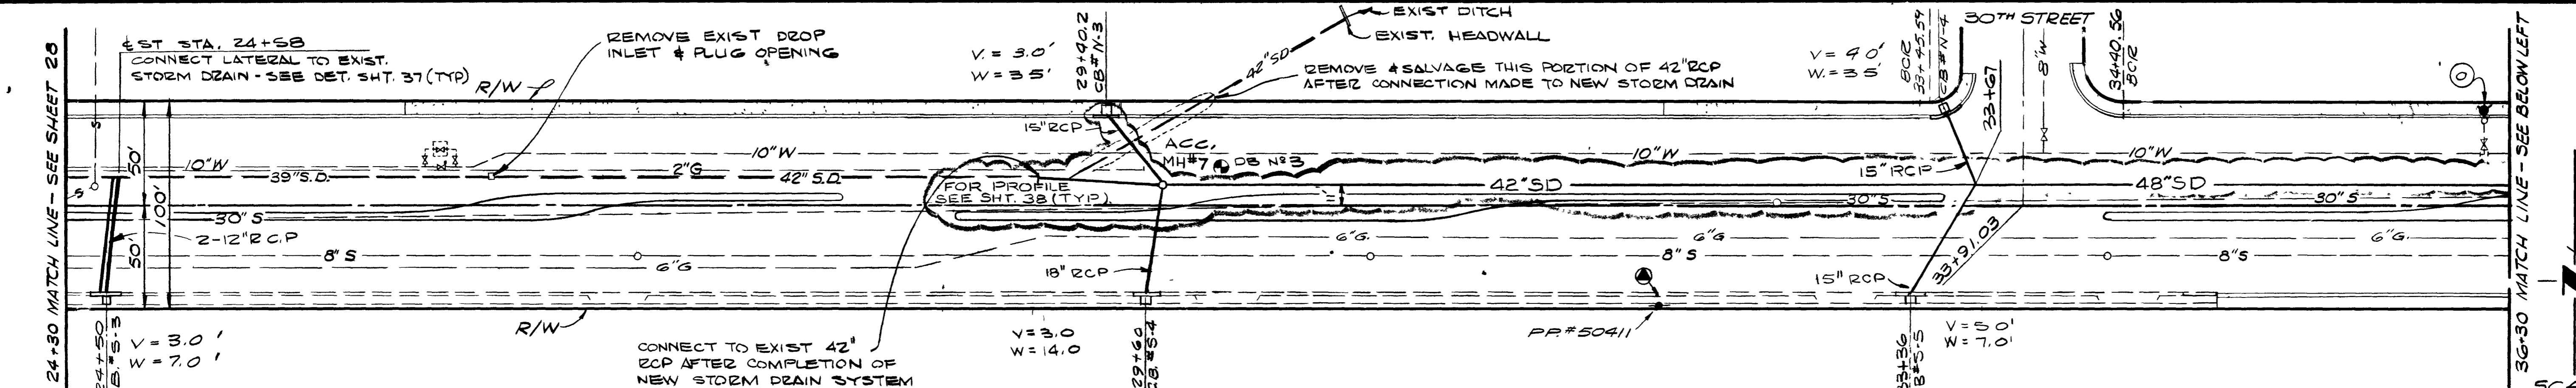 24+30 MATCH LINE - SEE SHEET 28
℄ ST STA. 24+58
CONNECT LATERAL TO EXIST.
STORM DRAIN - SEE DET. SHT. 37 (TYP)
R/W
REMOVE EXIST DROP
INLET & PLUG OPENING
V = 3.0'
W = 3.5'
29+40.2
CB # N-3
EXIST DITCH
EXIST. HEADWALL
42" SD
REMOVE & SALVAGE THIS PORTION OF 42" RCP
AFTER CONNECTION MADE TO NEW STORM DRAIN
V = 4.0'
W = 3.5'
BCR
33+45.59
CB # N-4
30TH STREET
8" W
33+67
34+40.56
BCR
36+30 MATCH LINE - SEE BELOW LEFT
S
S
50'
50'
100'
10" W
39" S.D.
2" G
10" W
42" S.D.
15" RCP
ACC.
MH#7
DB No 3
FOR PROFILE
SEE SHT. 38 (TYP)
11'
42" SD
10" W
15" RCP
10" W
48" SD
30" S
2-12" R.C.P
8" S
6" G
18" RCP
6" G.
6" G
8" S
30" S
15" RCP
33+91.03
30" S
6" G.
8" S
R/W
24+50
B. # S-3
V = 3.0'
W = 7.0'
CONNECT TO EXIST 42"
RCP AFTER COMPLETION OF
NEW STORM DRAIN SYSTEM
V = 3.0
W = 14.0
29+60
CB. # S-4
P.P. # 50411
33+36
B # S-5
V = 5.0'
W = 7.0'